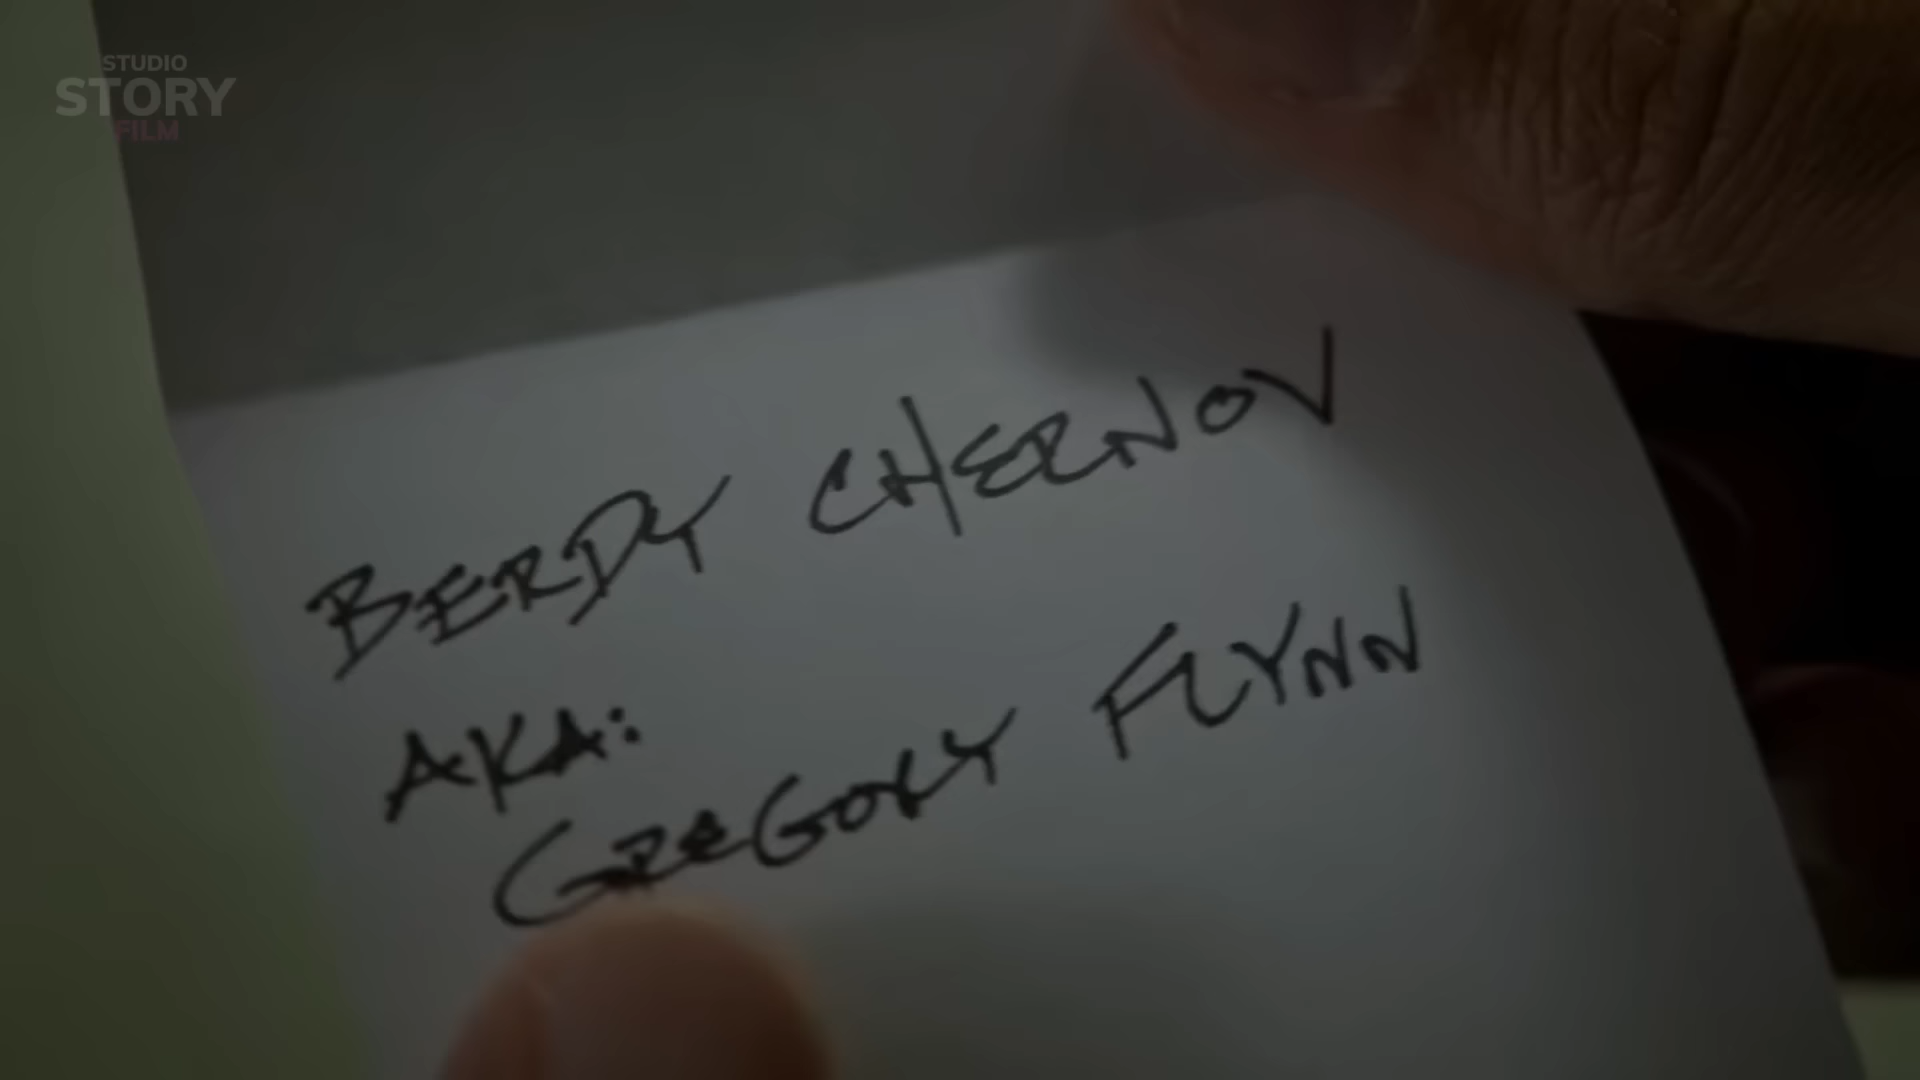 STUDIO
STORY
FILM
BERDY CHERNOV
AKA:
GREGORY FLYNN